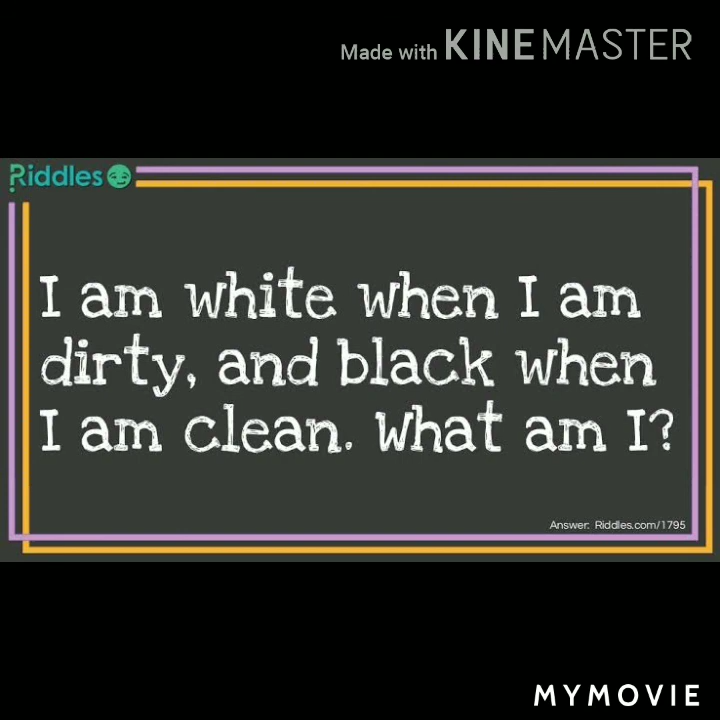 Made with KINEMASTER
Riddles
I am white when I am
dirty, and black when
I am clean. What am I?
Answer: Riddles.com/1795
MYMOVIE